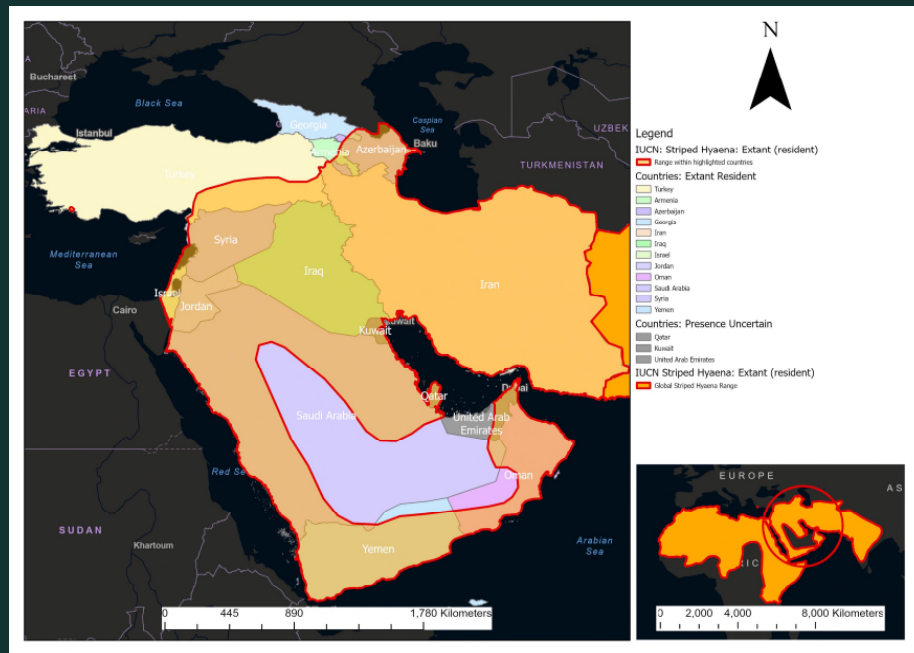 Bucharest
ARIA
Black Sea
Istanbul
Georgia
Caspian
Sea
Baku
Azerbaijan
UZBEK
TURKMENISTAN
Turkey
Mediterranean
Sea
Syria
Iraq
Iran
Israel
Jordan
Cairo
Kuwait
Kuwait
EGYPT
Qatar
Dubai
United Arab
Emirates
Saudi Arabia
Red Se
Oman
SUDAN
Khartoum
Yemen
Arabian
Sea
0 445 890 1,780 Kilometers
N
Legend
IUCN: Striped Hyaena: Extant (resident)
Range within highlighted countries
Countries: Extant Resident
Turkey
Armenia
Azerbaijan
Georgia
Iran
Iraq
Israel
Jordan
Oman
Saudi Arabia
Syria
Yemen
Countries: Presence Uncertain
Qatar
Kuwait
United Arab Emirates
IUCN Striped Hyaena: Extant (resident)
Global Striped Hyaena Range
EUROPE
AS
RIC
0 2,000 4,000 8,000 Kilometers